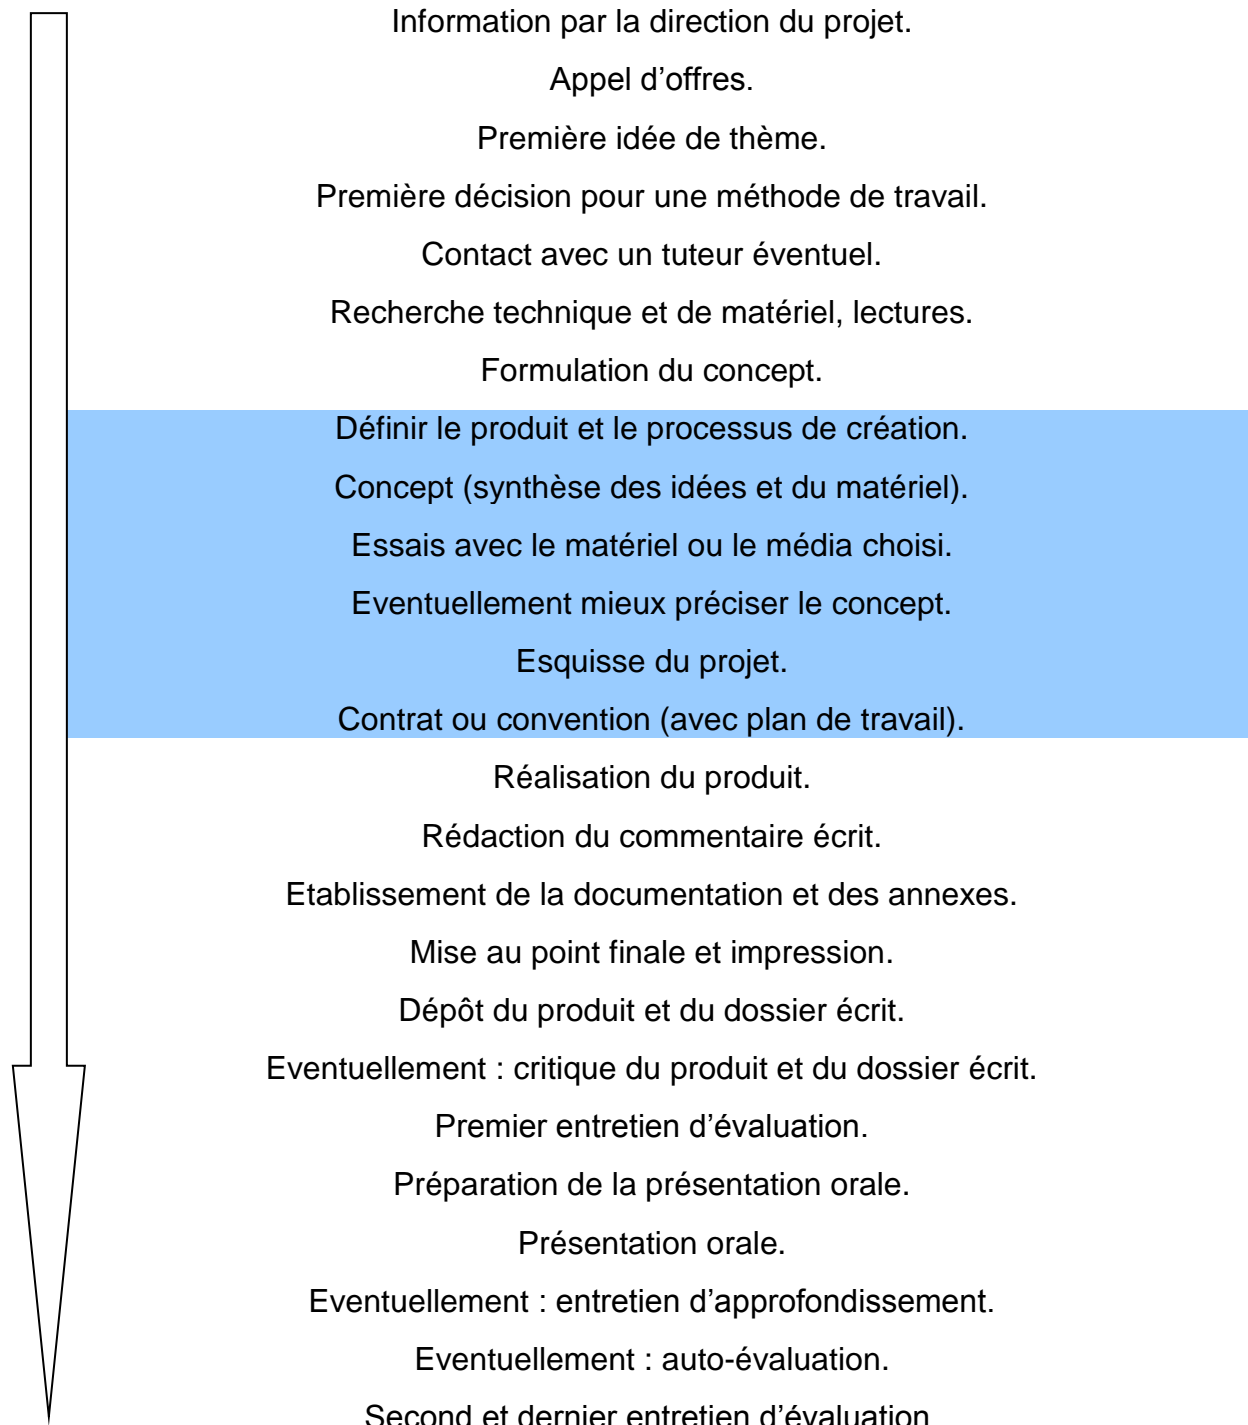 Information par la direction du projet.
Appel d’offres.
Première idée de thème.
Première décision pour une méthode de travail.
Contact avec un tuteur éventuel.
Recherche technique et de matériel, lectures.
Formulation du concept.
Définir le produit et le processus de création.
Concept (synthèse des idées et du matériel).
Essais avec le matériel ou le média choisi.
Eventuellement mieux préciser le concept.
Esquisse du projet.
Contrat ou convention (avec plan de travail).
Réalisation du produit.
Rédaction du commentaire écrit.
Etablissement de la documentation et des annexes.
Mise au point finale et impression.
Dépôt du produit et du dossier écrit.
Eventuellement : critique du produit et du dossier écrit.
Premier entretien d’évaluation.
Préparation de la présentation orale.
Présentation orale.
Eventuellement : entretien d’approfondissement.
Eventuellement : auto-évaluation.
Second et dernier entretien d’évaluation